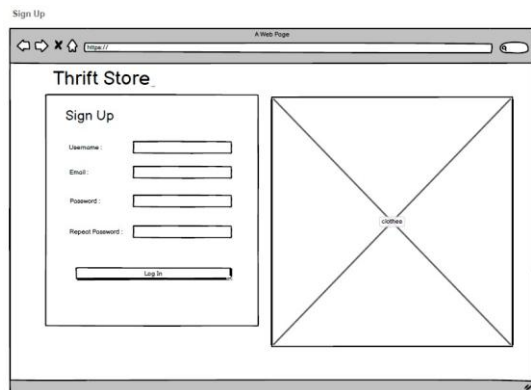 Sign Up
A Web Page
https://
Thrift Store
Sign Up
Username :
Email :
Password :
Repeat Password :
Log In
clothes